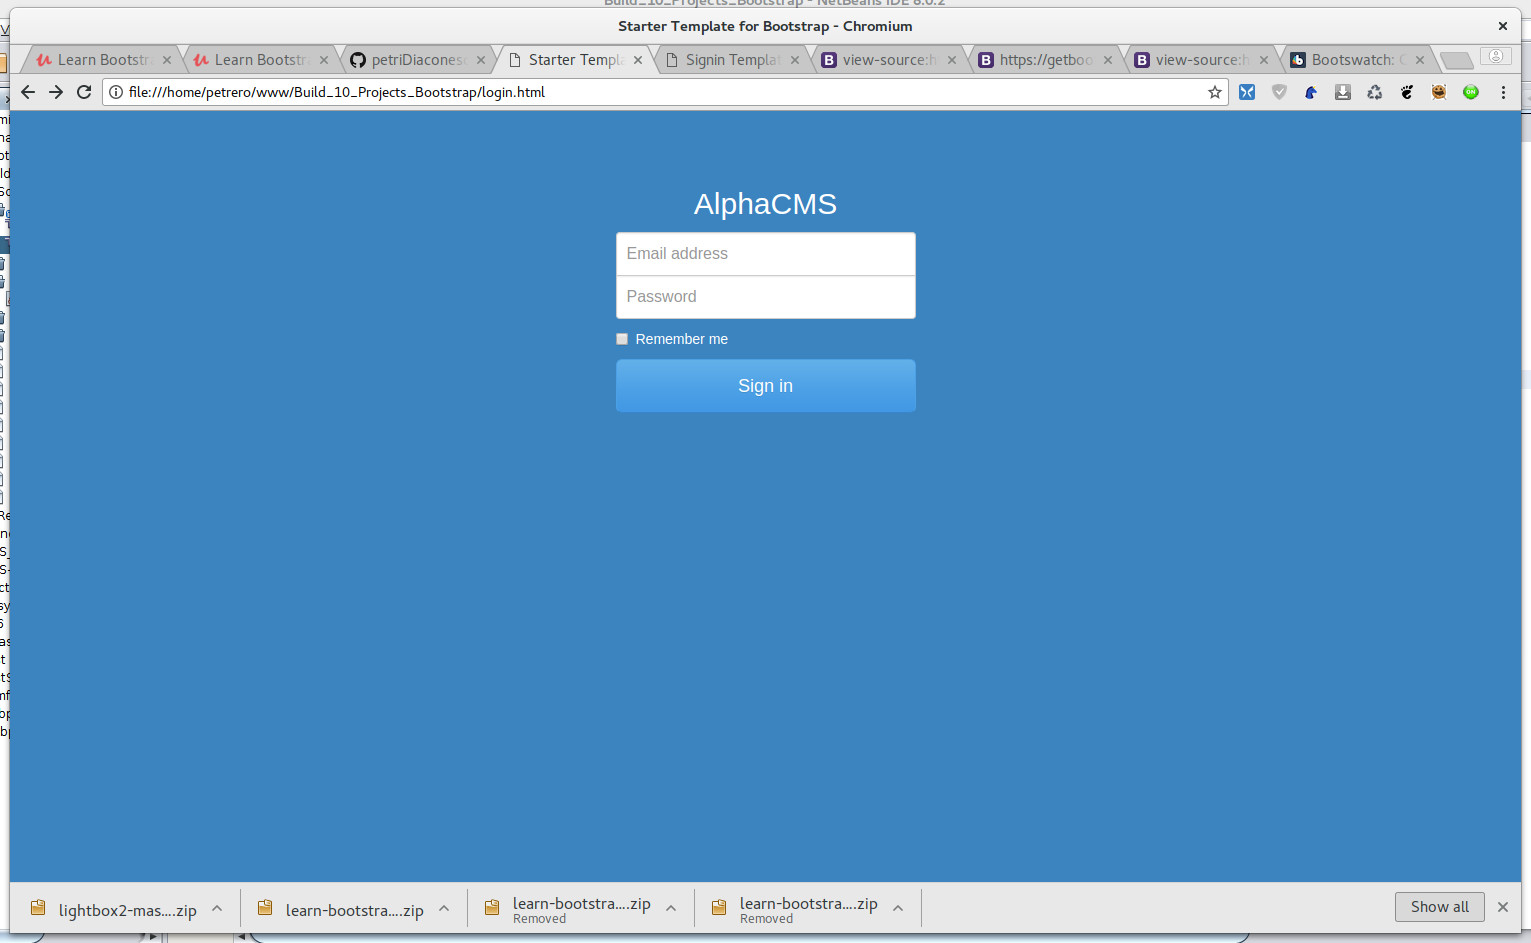 Build_10_Projects_Bootstrap - NetBeans IDE 8.0.2
Starter Template for Bootstrap - Chromium
Learn Bootstr
Learn Bootstr
petriDiacones
Starter Templ
Signin Templa
view-source:h
https://getboo
view-source:h
Bootswatch:
file:///home/petrero/www/Build_10_Projects_Bootstrap/login.html
AlphaCMS
Email address
Password
Remember me
Sign in
lightbox2-mas....zip
learn-bootstra....zip
learn-bootstra....zip
Removed
learn-bootstra....zip
Removed
Show all